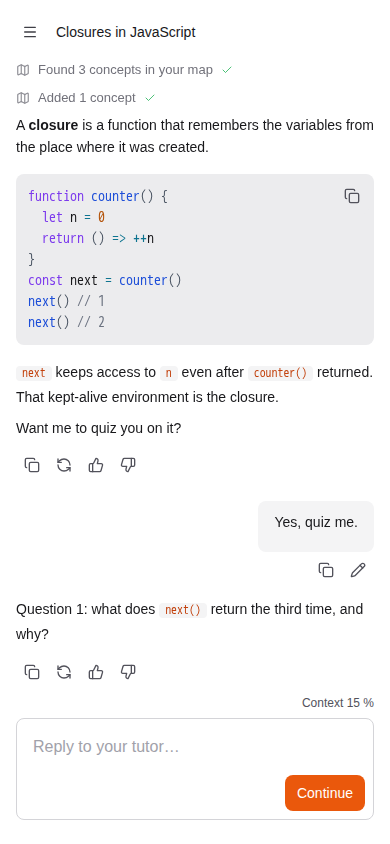 Closures in JavaScript
Found 3 concepts in your map
Added 1 concept
A closure is a function that remembers the variables from
the place where it was created.
function counter() {
  let n = 0
  return () => ++n
}
const next = counter()
next() // 1
next() // 2
next keeps access to n even after counter() returned.
That kept-alive environment is the closure.
Want me to quiz you on it?
Yes, quiz me.
Question 1: what does next() return the third time, and
why?
Context 15 %
Reply to your tutor…
Continue